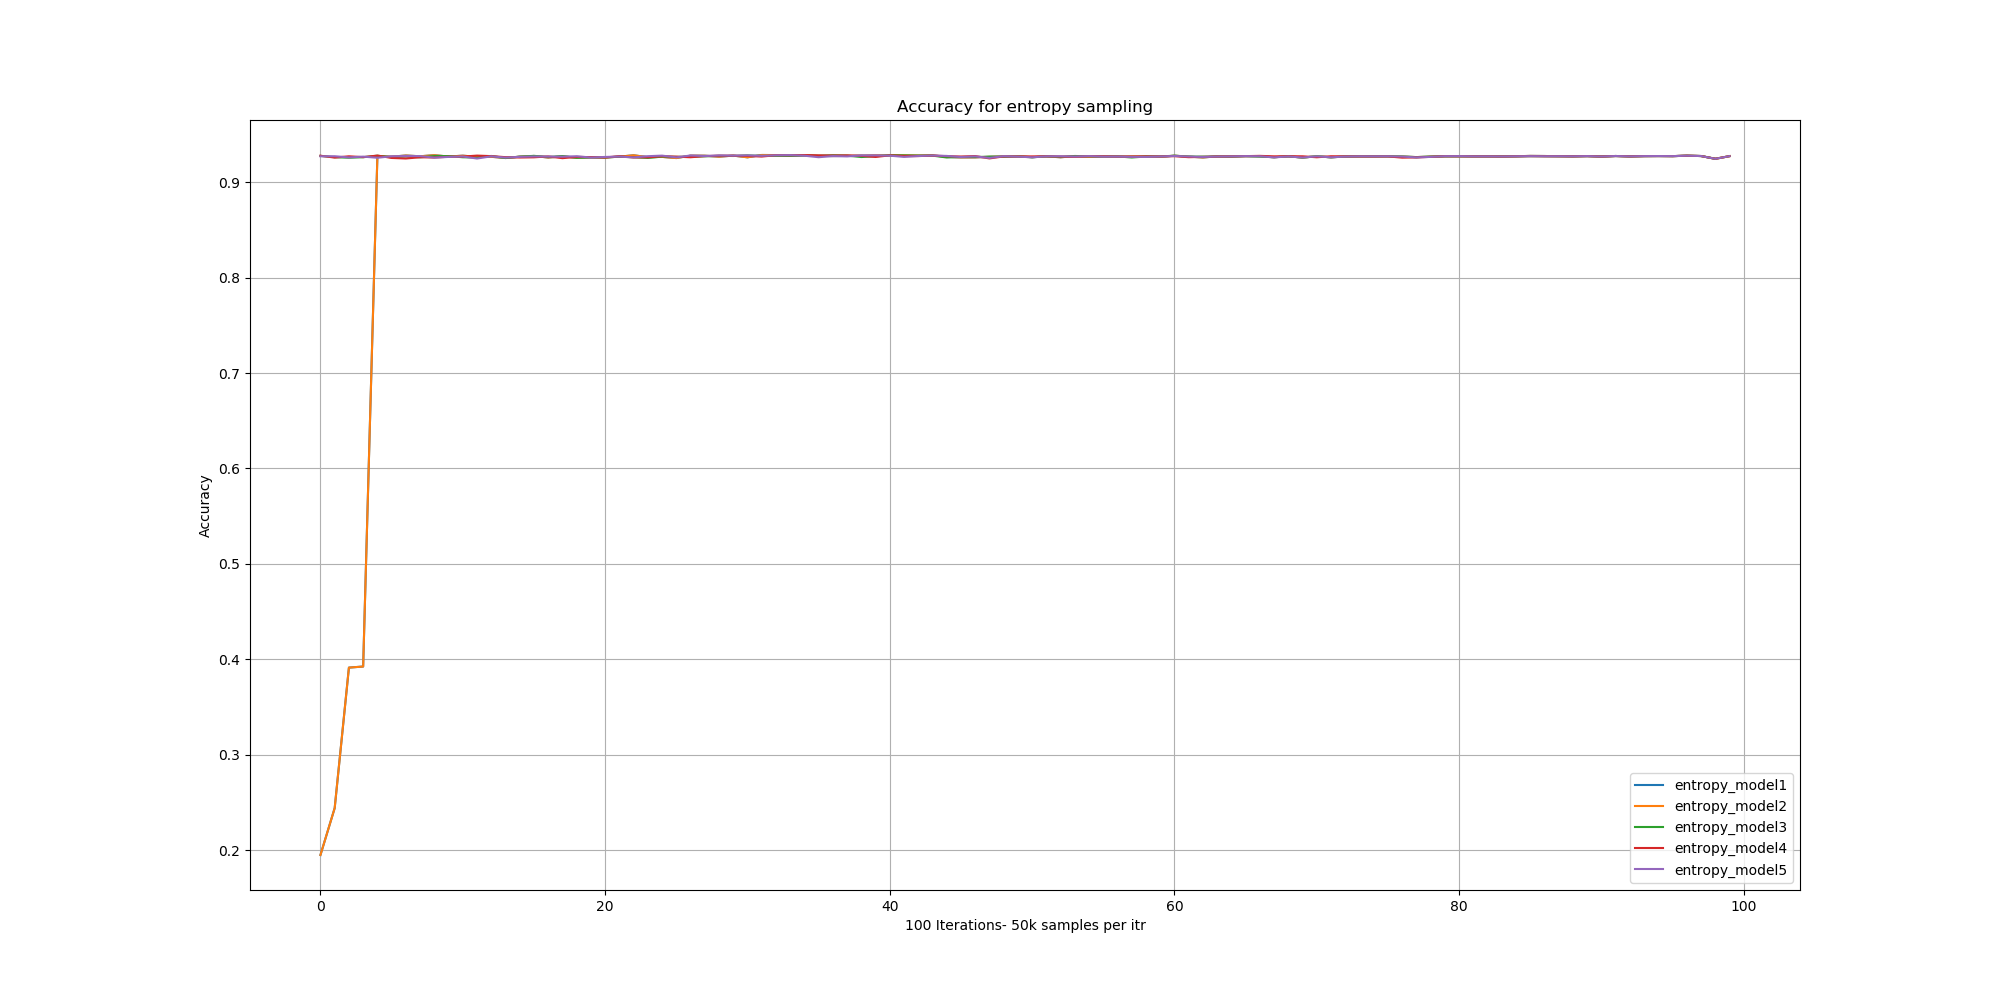 Accuracy for entropy sampling
Accuracy
0.9
0.8
0.7
0.6
0.5
0.4
0.3
0.2
0 20 40 60 80 100
100 Iterations- 50k samples per itr
entropy_model1
entropy_model2
entropy_model3
entropy_model4
entropy_model5